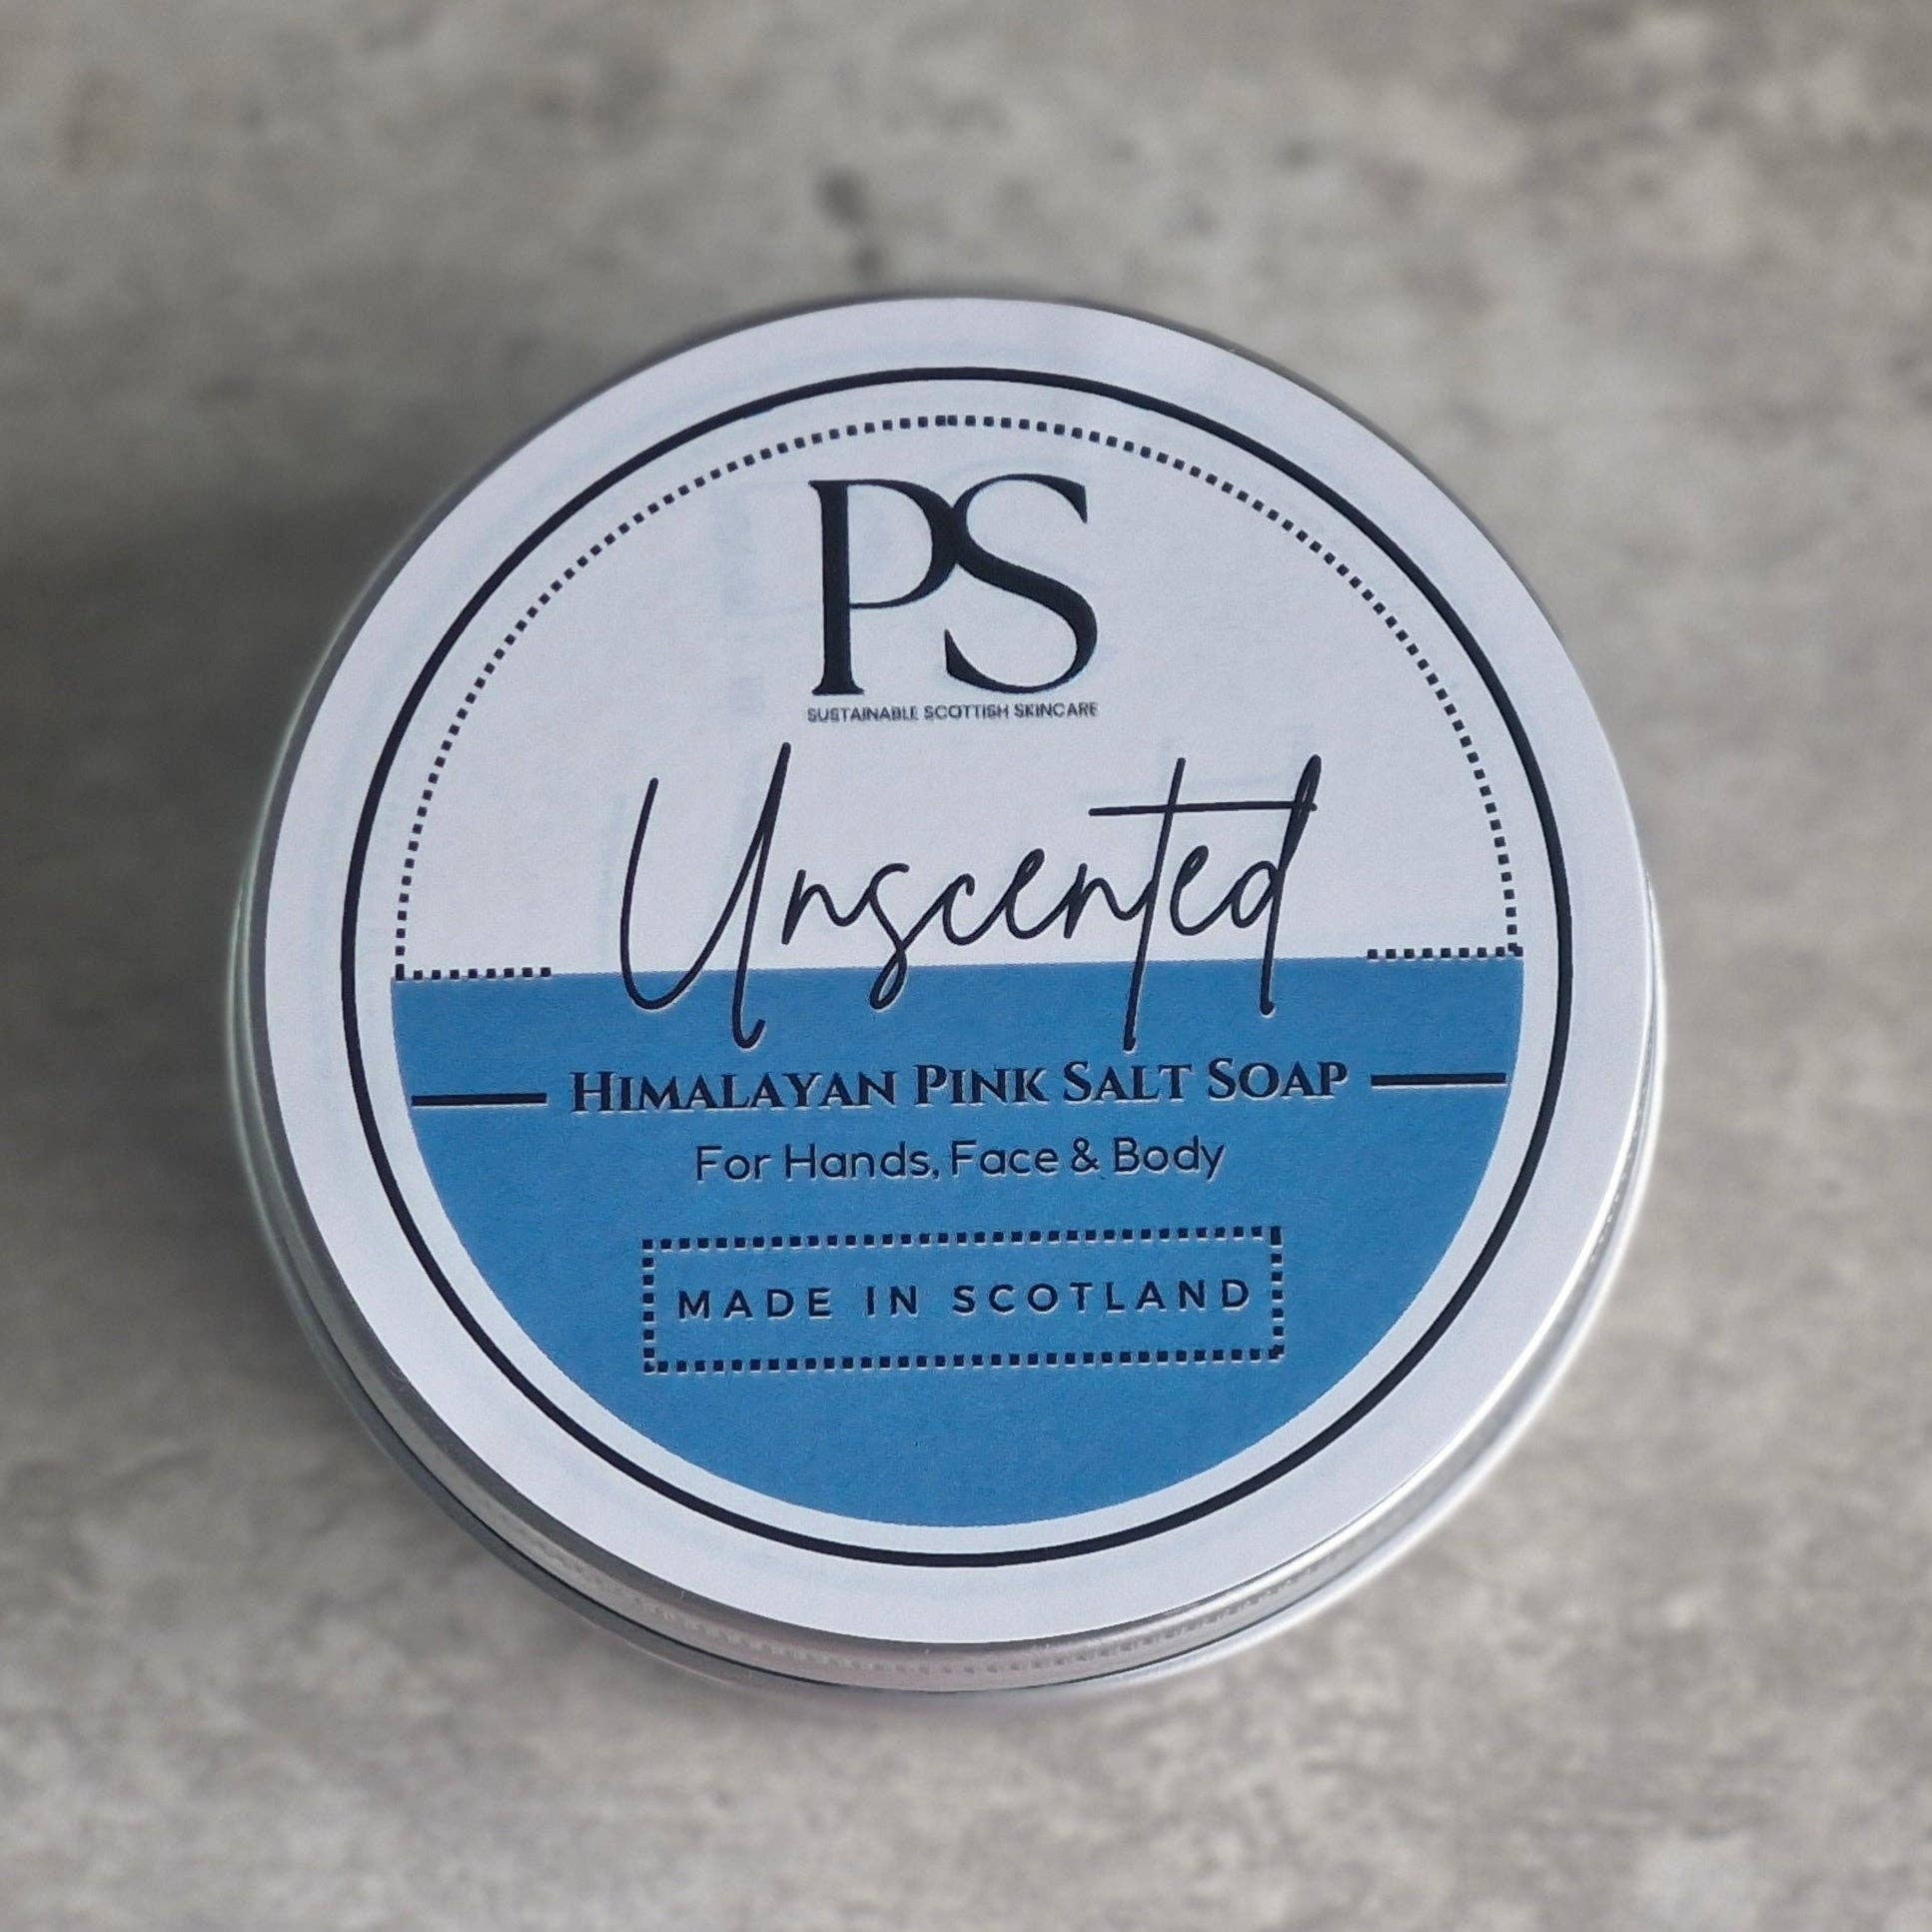 PS
SUSTAINABLE SCOTTISH SKINCARE
Unscented
HIMALAYAN PINK SALT SOAP
For Hands, Face & Body
MADE IN SCOTLAND